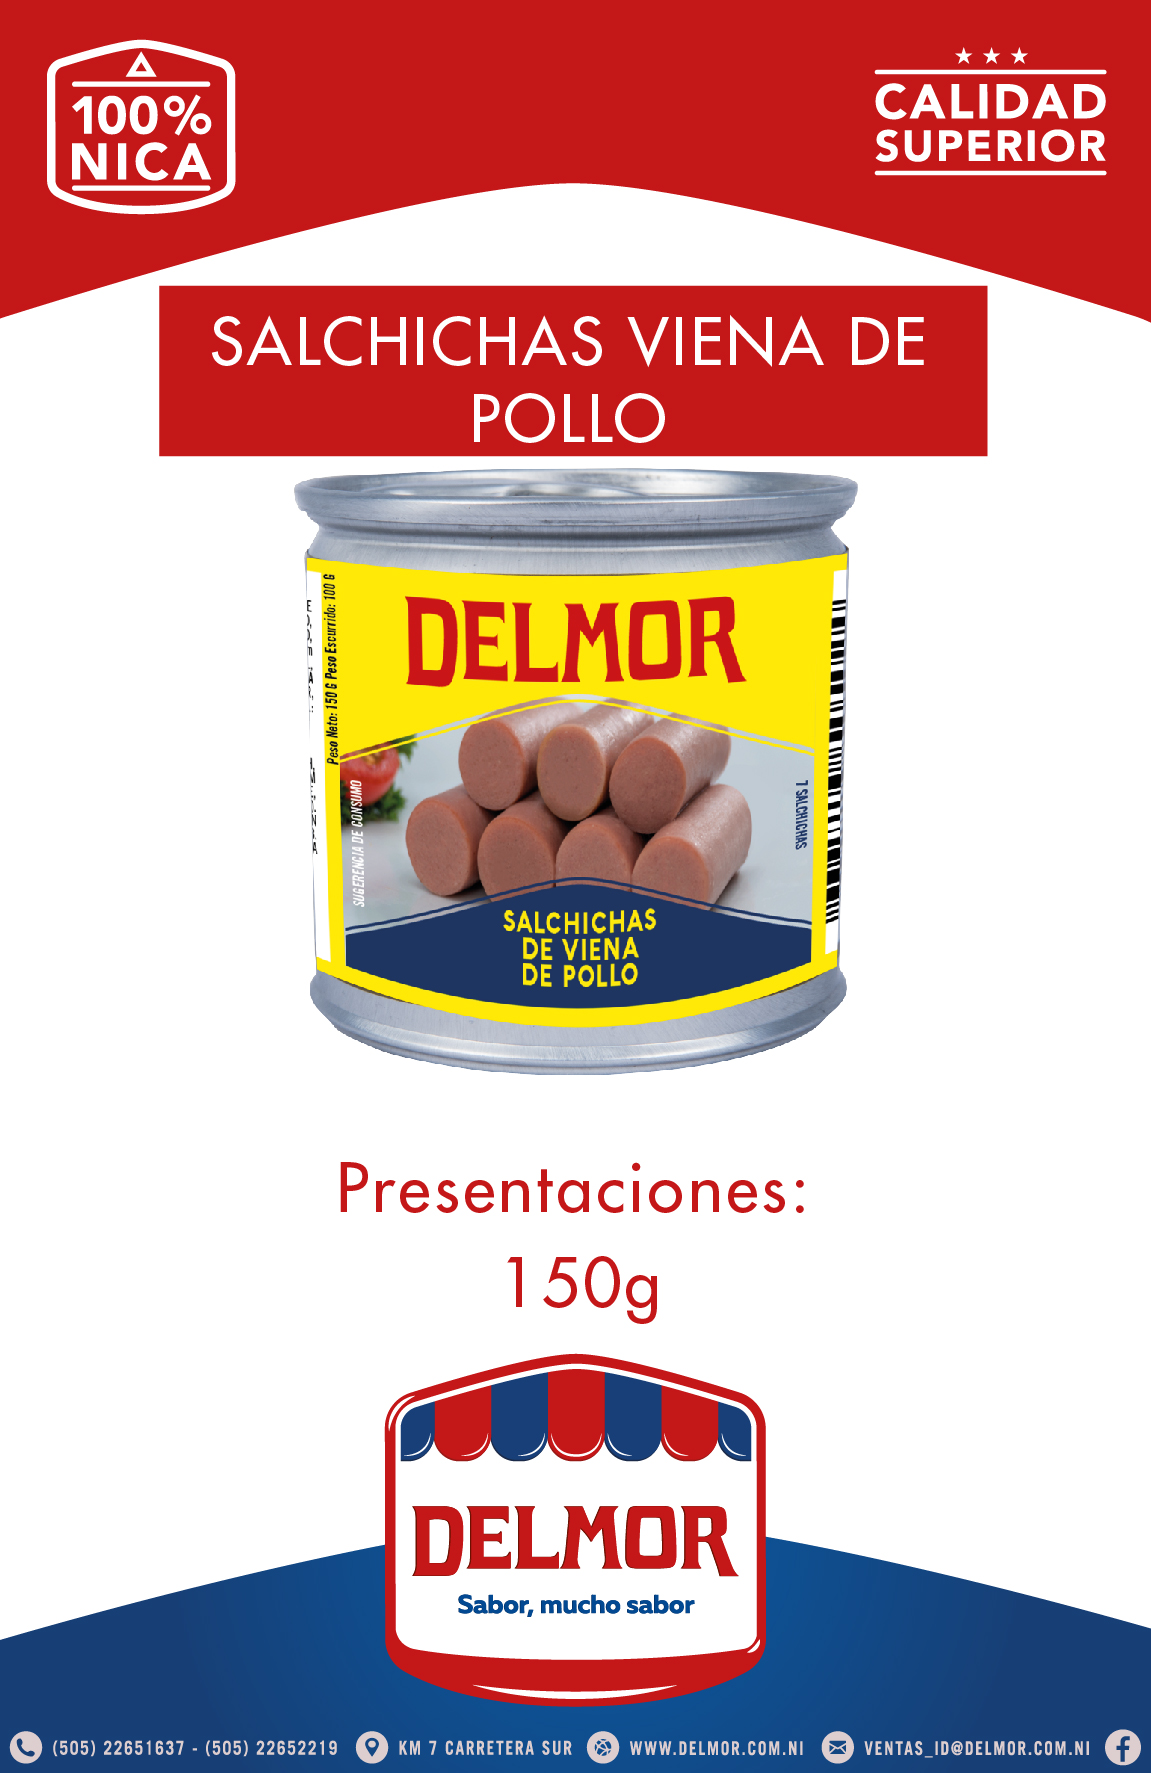 100%
NICA
CALIDAD
SUPERIOR
SALCHICHAS VIENA DE
POLLO
Peso Neto: 150 G Peso Escurrido: 100 G
DELMOR
SUGERENCIA DE CONSUMO
7 SALCHICHAS
SALCHICHAS
DE VIENA
DE POLLO
Presentaciones:
150g
DELMOR
Sabor, mucho sabor
(505) 22651637 - (505) 22652219 KM 7 CARRETERA SUR WWW.DELMOR.COM.NI VENTAS_ID@DELMOR.COM.NI